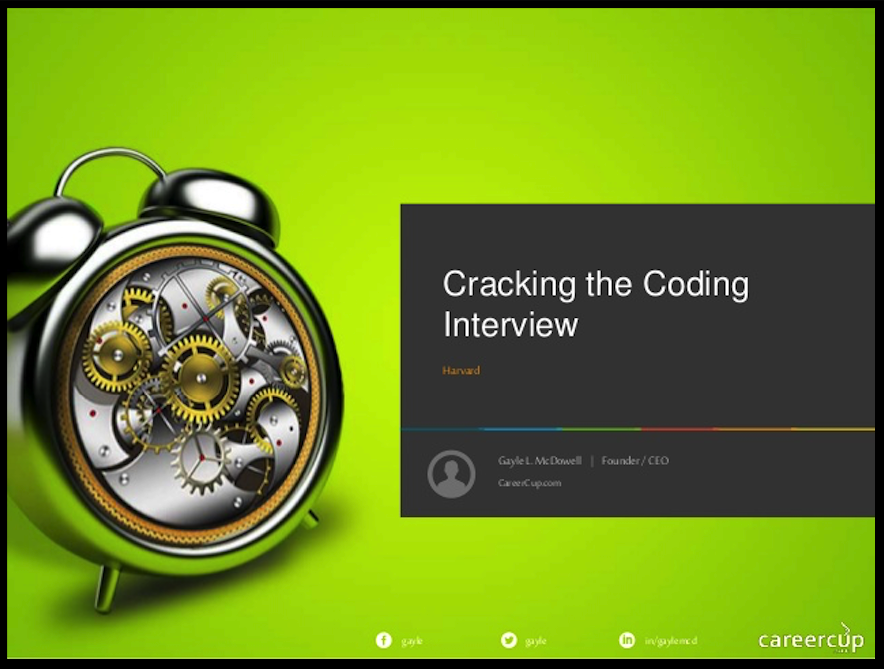 Cracking the Coding
Interview
Harvard
Gayle L. McDowell | Founder / CEO
CareerCup.com
gayle
gayle
in/gaylemcd
careercup